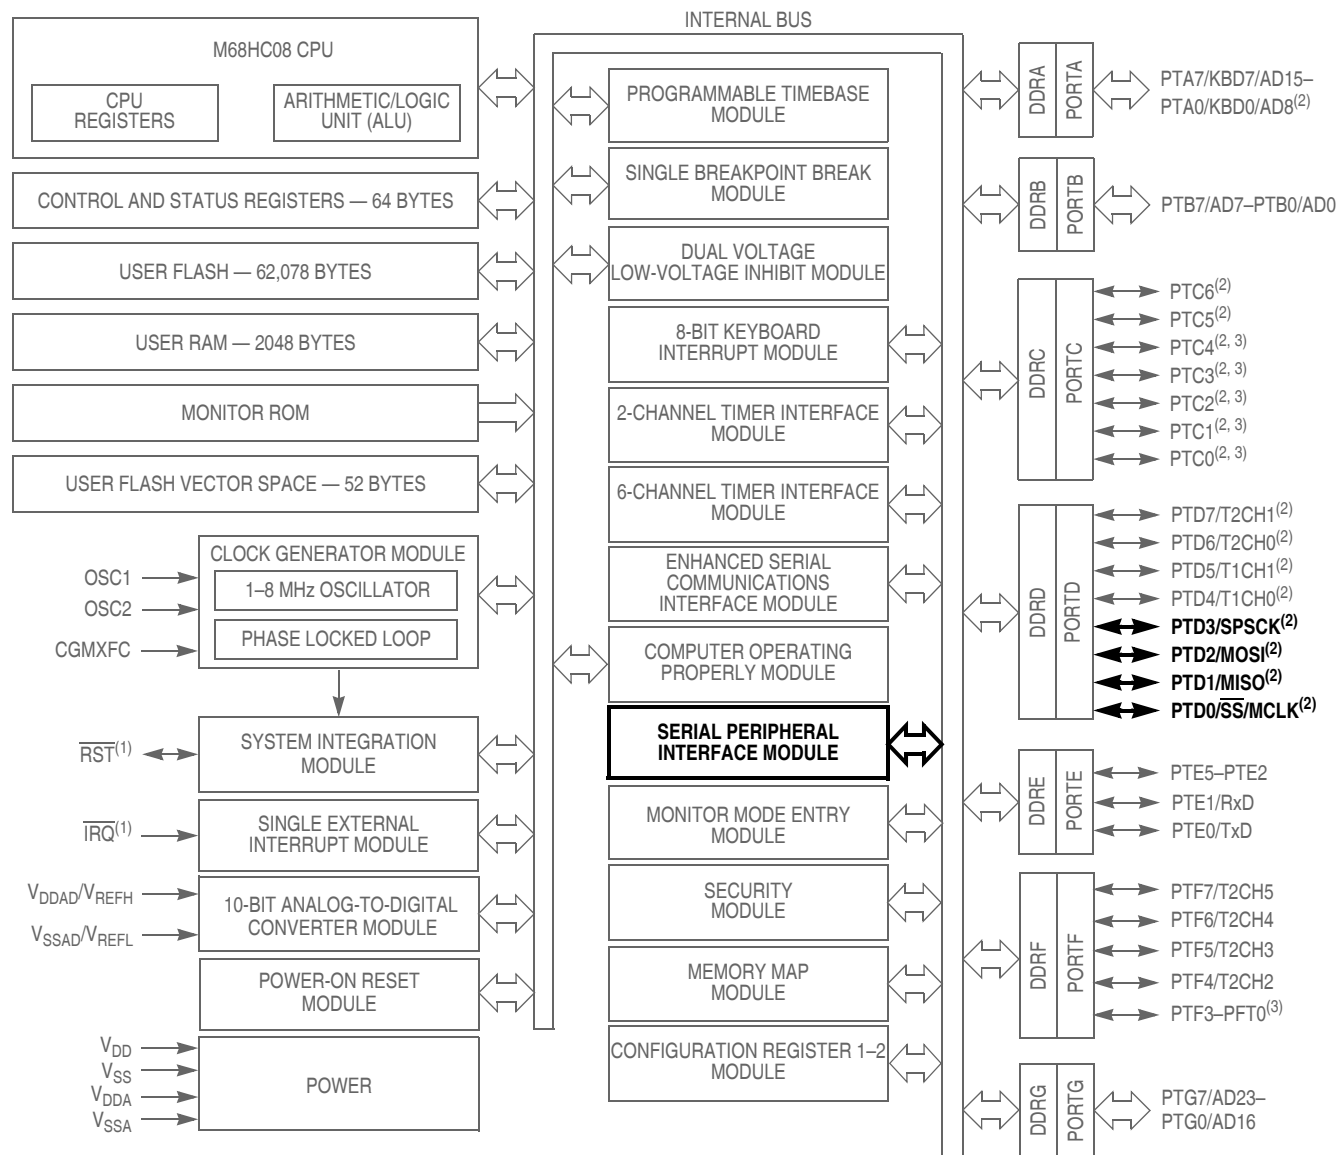 INTERNAL BUS
M68HC08 CPU
CPU
REGISTERS
ARITHMETIC/LOGIC
UNIT (ALU)
CONTROL AND STATUS REGISTERS — 64 BYTES
USER FLASH — 62,078 BYTES
USER RAM — 2048 BYTES
MONITOR ROM
USER FLASH VECTOR SPACE — 52 BYTES
CLOCK GENERATOR MODULE
1–8 MHz OSCILLATOR
PHASE LOCKED LOOP
OSC1
OSC2
CGMXFC
SYSTEM INTEGRATION
MODULE
R̅S̅T̅(1)
SINGLE EXTERNAL
INTERRUPT MODULE
I̅R̅Q̅(1)
10-BIT ANALOG-TO-DIGITAL
CONVERTER MODULE
VDDAD/VREFH
VSSAD/VREFL
POWER-ON RESET
MODULE
POWER
VDD
VSS
VDDA
VSSA
PROGRAMMABLE TIMEBASE
MODULE
SINGLE BREAKPOINT BREAK
MODULE
DUAL VOLTAGE
LOW-VOLTAGE INHIBIT MODULE
8-BIT KEYBOARD
INTERRUPT MODULE
2-CHANNEL TIMER INTERFACE
MODULE
6-CHANNEL TIMER INTERFACE
MODULE
ENHANCED SERIAL
COMMUNICATIONS
INTERFACE MODULE
COMPUTER OPERATING
PROPERLY MODULE
SERIAL PERIPHERAL
INTERFACE MODULE
MONITOR MODE ENTRY
MODULE
SECURITY
MODULE
MEMORY MAP
MODULE
CONFIGURATION REGISTER 1–2
MODULE
DDRA
PORTA
PTA7/KBD7/AD15–
PTA0/KBD0/AD8(2)
DDRB
PORTB
PTB7/AD7–PTB0/AD0
DDRC
PORTC
PTC6(2)
PTC5(2)
PTC4(2, 3)
PTC3(2, 3)
PTC2(2, 3)
PTC1(2, 3)
PTC0(2, 3)
DDRD
PORTD
PTD7/T2CH1(2)
PTD6/T2CH0(2)
PTD5/T1CH1(2)
PTD4/T1CH0(2)
PTD3/SPSCK(2)
PTD2/MOSI(2)
PTD1/MISO(2)
PTD0/S̅S̅/MCLK(2)
DDRE
PORTE
PTE5–PTE2
PTE1/RxD
PTE0/TxD
DDRF
PORTF
PTF7/T2CH5
PTF6/T2CH4
PTF5/T2CH3
PTF4/T2CH2
PTF3–PFT0(3)
DDRG
PORTG
PTG7/AD23–
PTG0/AD16